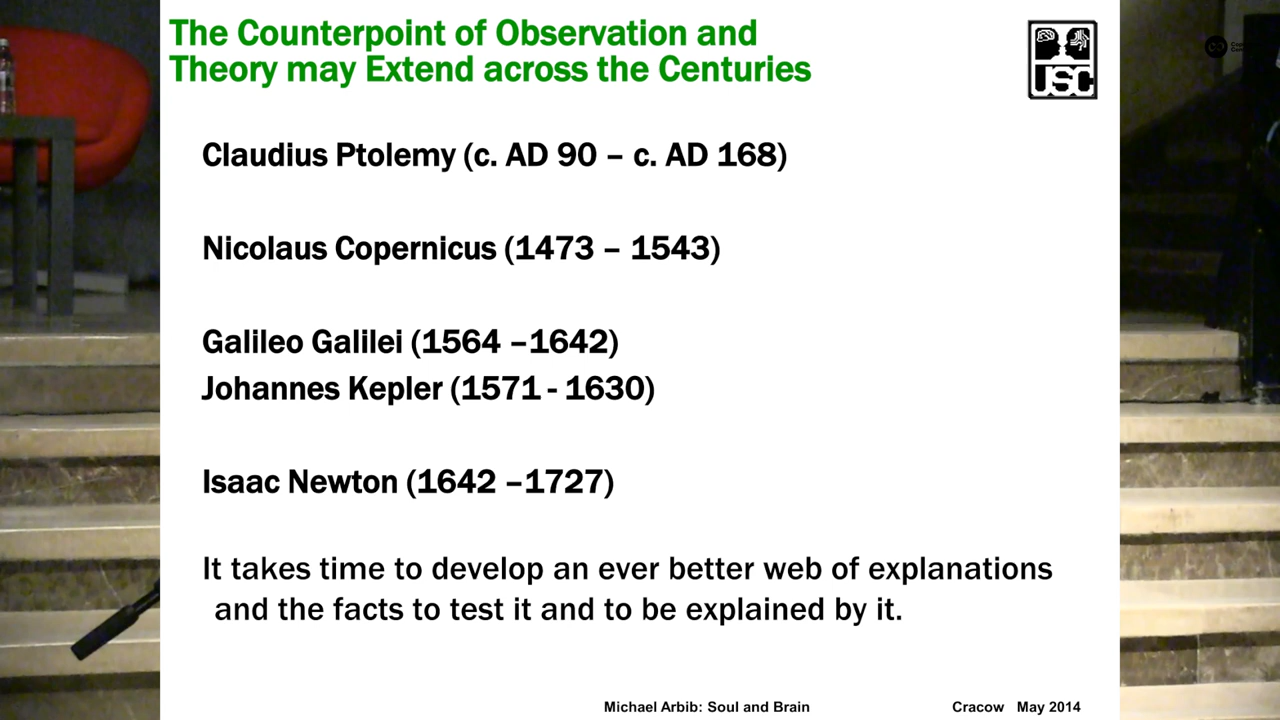 The Counterpoint of Observation and
Theory may Extend across the Centuries
USC
Claudius Ptolemy (c. AD 90 – c. AD 168)
Nicolaus Copernicus (1473 – 1543)
Galileo Galilei (1564 –1642)
Johannes Kepler (1571 - 1630)
Isaac Newton (1642 –1727)
It takes time to develop an ever better web of explanations
and the facts to test it and to be explained by it.
Michael Arbib: Soul and Brain Cracow May 2014